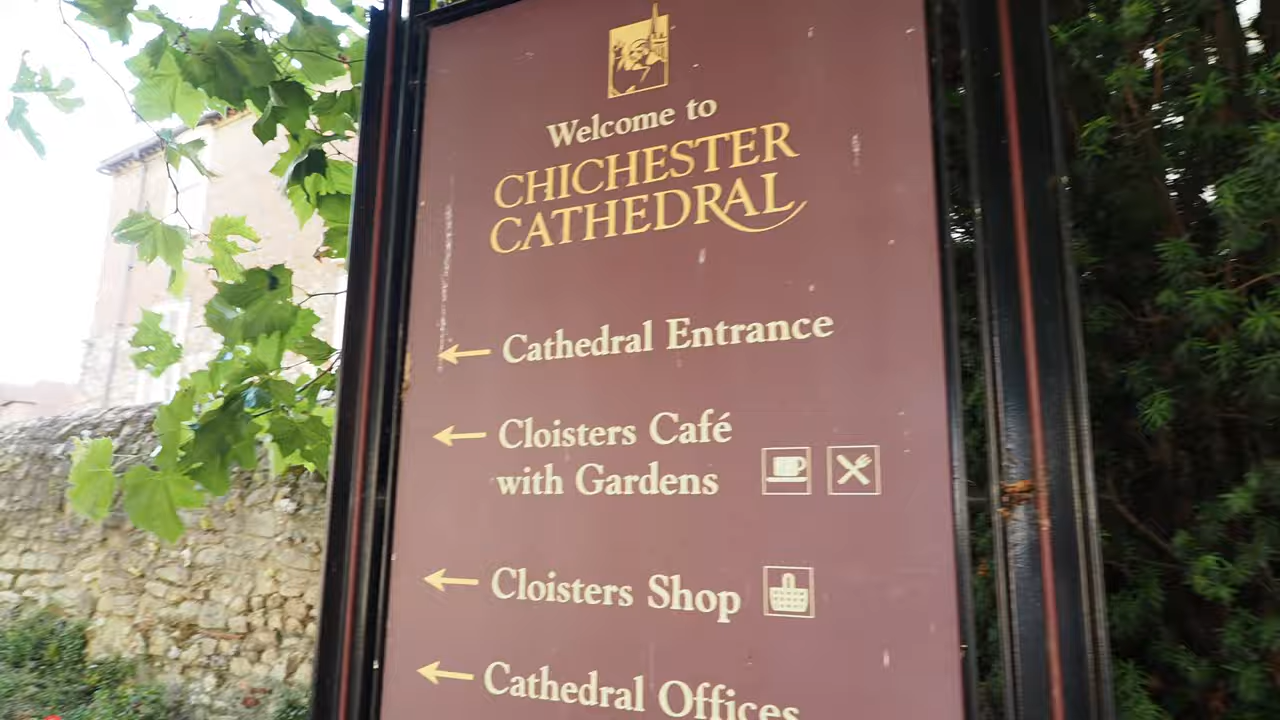 Welcome to
CHICHESTER
CATHEDRAL
Cathedral Entrance
Cloisters Café
with Gardens
Cloisters Shop
Cathedral Offices